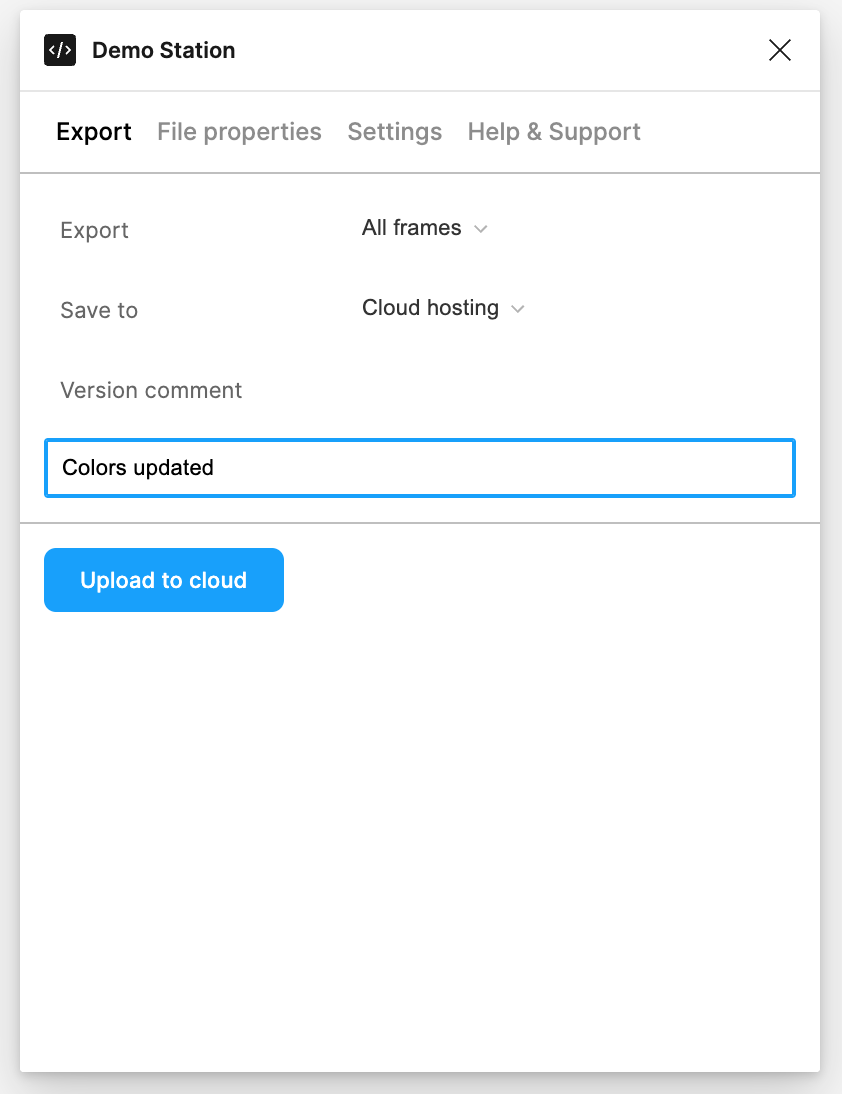 </> Demo Station
Export File properties Settings Help & Support
Export All frames
Save to Cloud hosting
Version comment
Colors updated
Upload to cloud